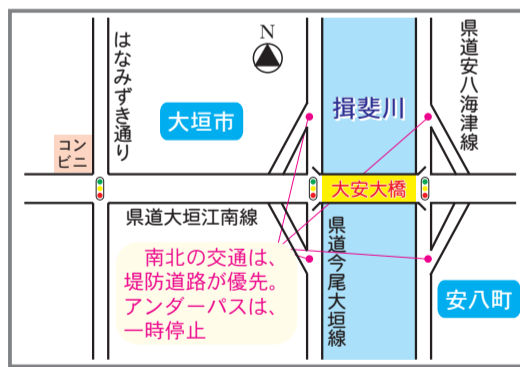 はなみずき通り
N
大垣市
揖斐川
県道安八海津線
コン
ビニ
大安大橋
県道大垣江南線
県道今尾大垣線
南北の交通は、
堤防道路が優先。
アンダーパスは、
一時停止
安八町